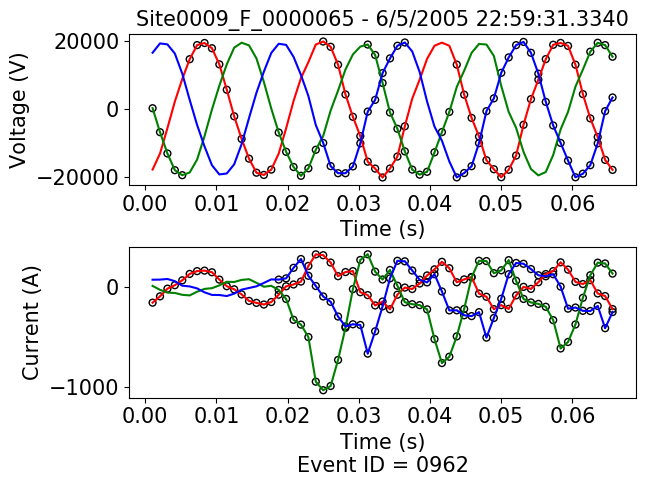 Site0009_F_0000065 - 6/5/2005 22:59:31.3340
Voltage (V)
20000
0
−20000
0.00 0.01 0.02 0.03 0.04 0.05 0.06
Time (s)
Current (A)
0
−1000
0.00 0.01 0.02 0.03 0.04 0.05 0.06
Time (s)
Event ID = 0962